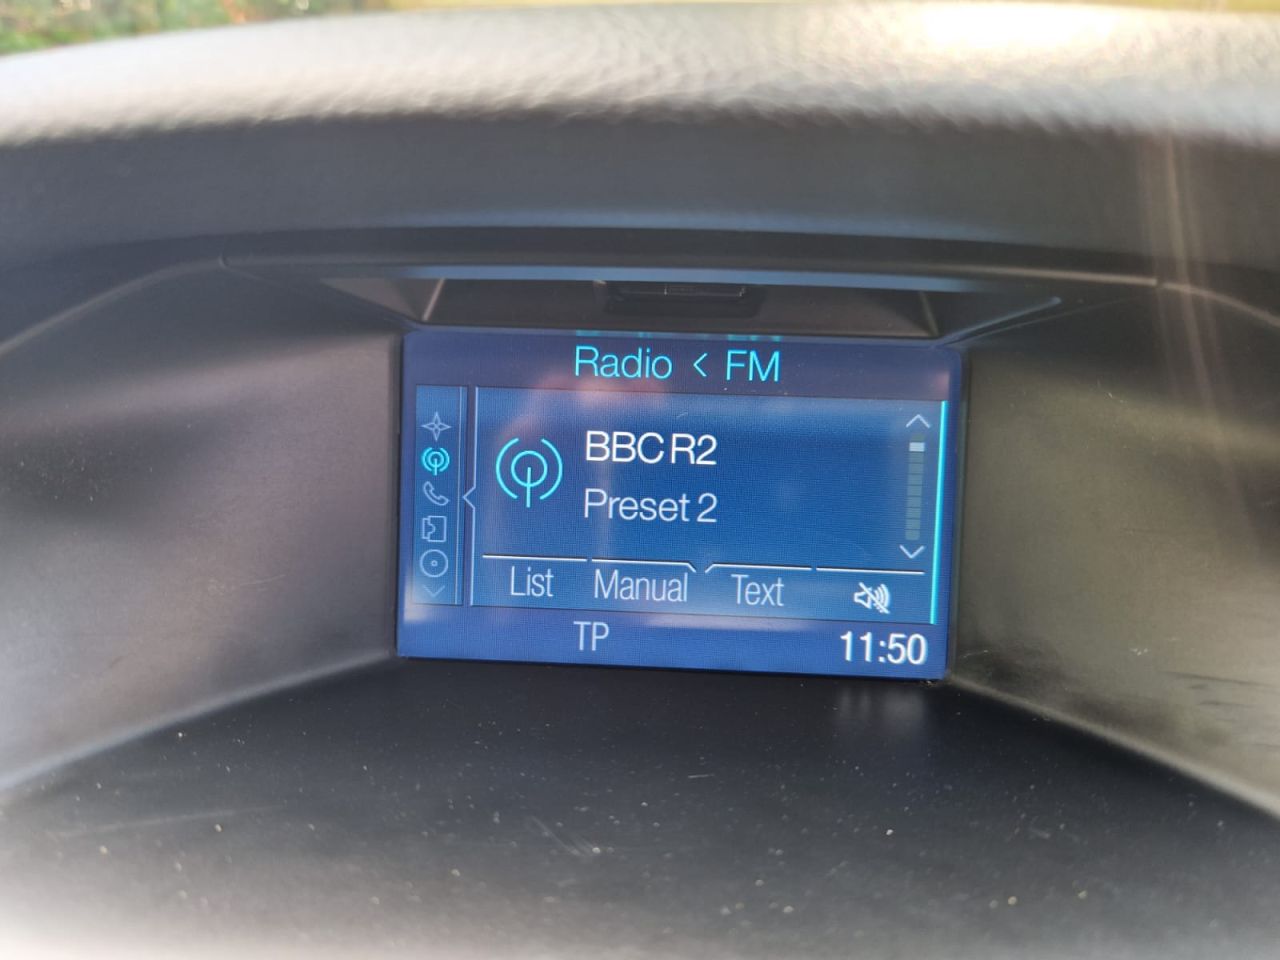 Radio < FM
BBC R2
Preset 2
List Manual Text
TP 11:50